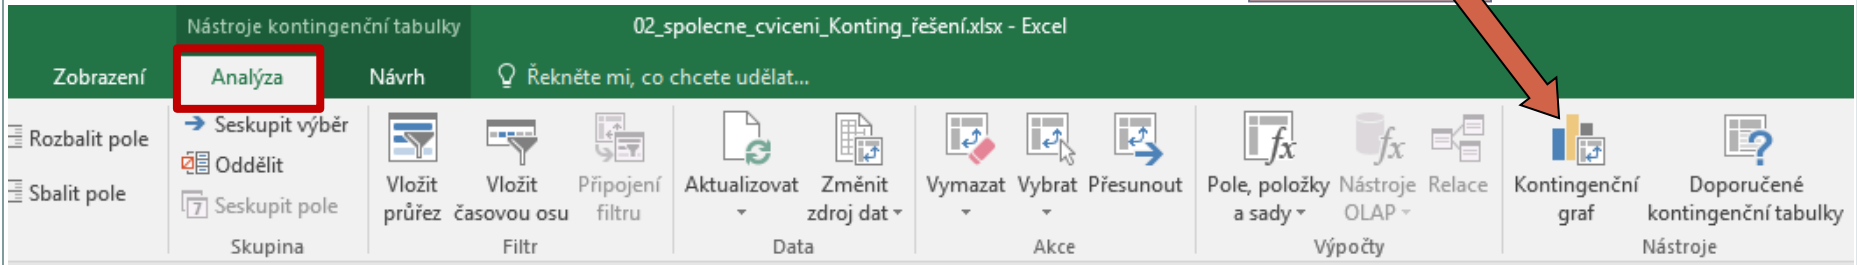 Nástroje kontingenční tabulky
02_spolecne_cviceni_Konting_řešení.xlsx - Excel
Zobrazení
Analýza
Návrh
Řekněte mi, co chcete udělat...
Rozbalit pole
Sbalit pole
Seskupit výběr
Oddělit
Seskupit pole
Skupina
Vložit
průřez
Vložit
časovou osu
Připojení
filtru
Filtr
Aktualizovat
Změnit
zdroj dat
Data
Vymazat
Vybrat
Přesunout
Akce
Pole, položky
a sady
Nástroje
OLAP
Relace
Výpočty
Kontingenční
graf
Doporučené
kontingenční tabulky
Nástroje